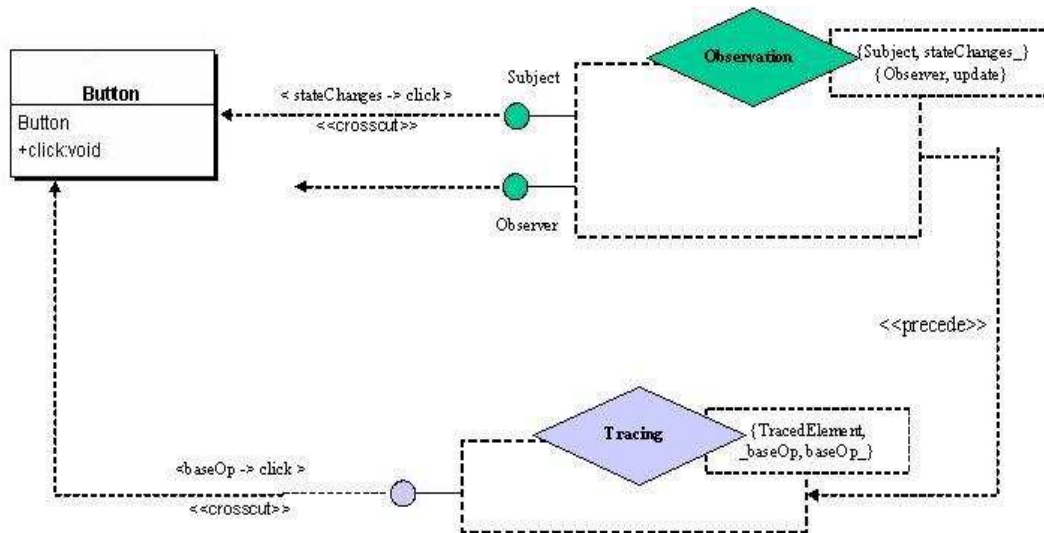 Observation
{Subject, stateChanges_}
{Observer, update}
Subject
Button
Button
+click:void
< stateChanges -> click >
<<crosscut>>
Observer
<<precede>>
Tracing
{TracedElement,
_baseOp, baseOp_}
<baseOp -> click >
<<crosscut>>